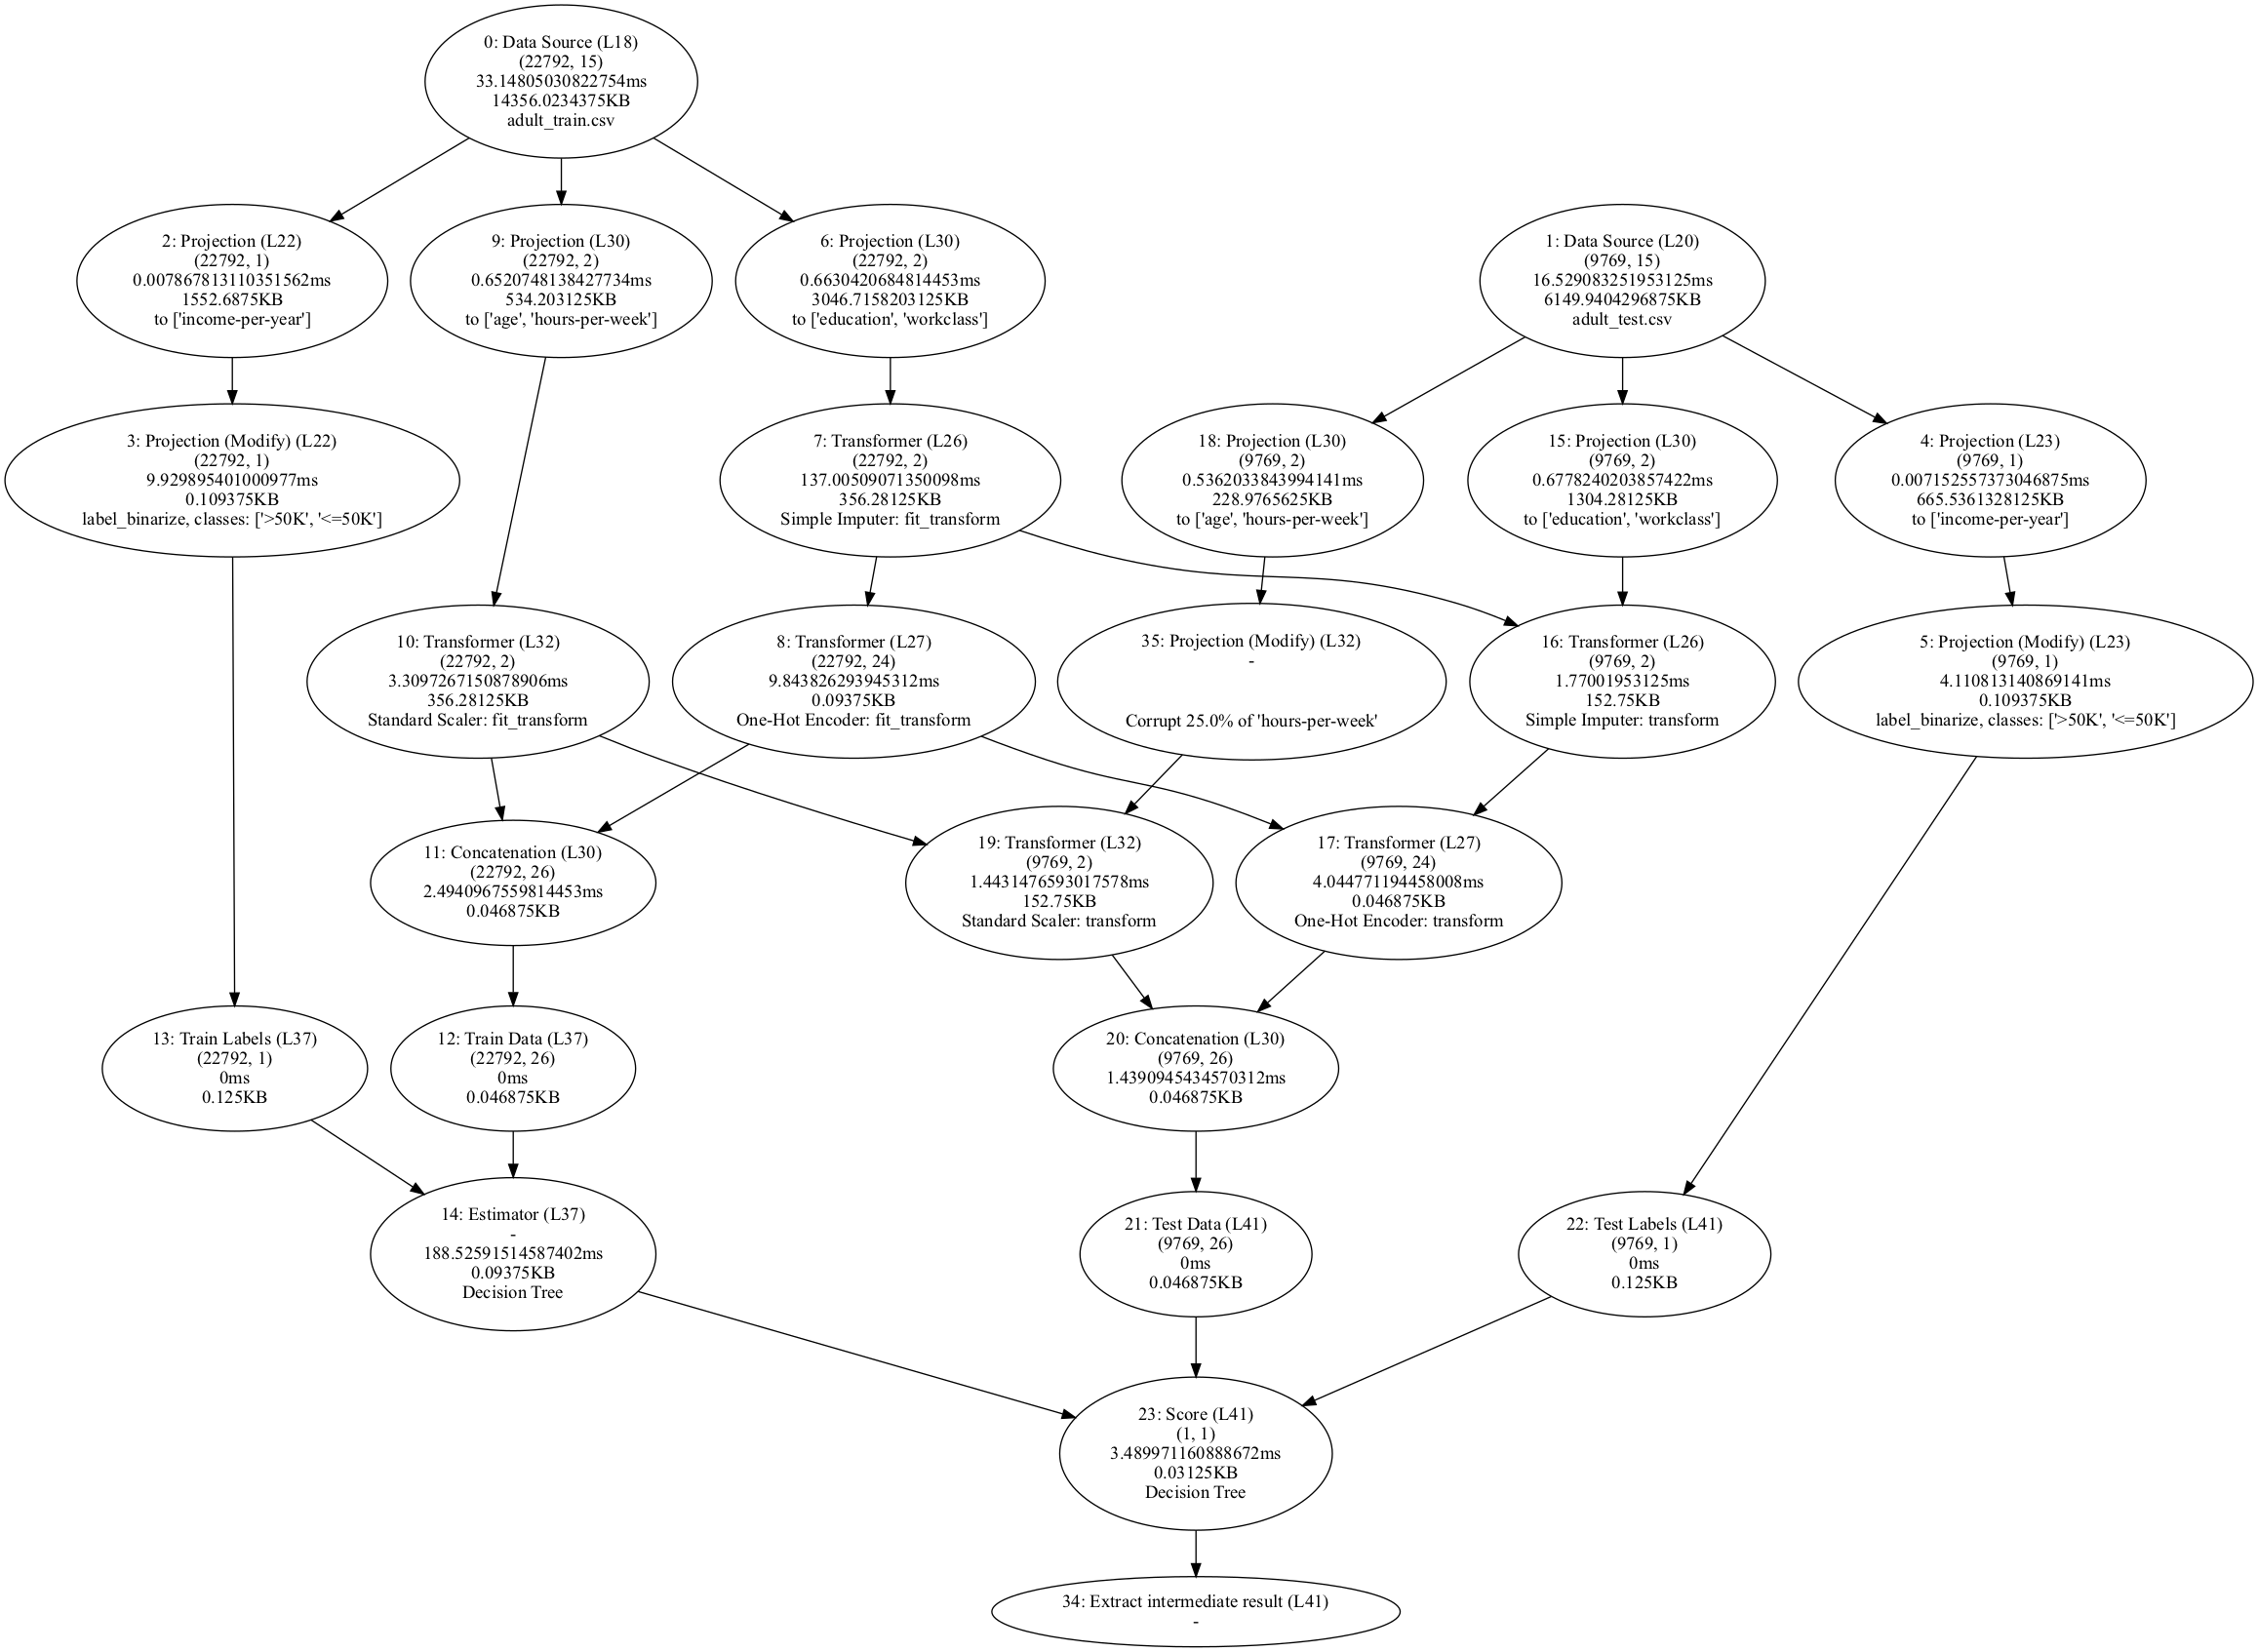 0: Data Source (L18)
(22792, 15)
33.14805030822754ms
14356.0234375KB
adult_train.csv
2: Projection (L22)
(22792, 1)
0.007867813110351562ms
1552.6875KB
to ['income-per-year']
9: Projection (L30)
(22792, 2)
0.6520748138427734ms
534.203125KB
to ['age', 'hours-per-week']
6: Projection (L30)
(22792, 2)
0.6630420684814453ms
3046.7158203125KB
to ['education', 'workclass']
1: Data Source (L20)
(9769, 15)
16.529083251953125ms
6149.9404296875KB
adult_test.csv
3: Projection (Modify) (L22)
(22792, 1)
9.929895401000977ms
0.109375KB
label_binarize, classes: ['>50K', '<=50K']
7: Transformer (L26)
(22792, 2)
137.00509071350098ms
356.28125KB
Simple Imputer: fit_transform
18: Projection (L30)
(9769, 2)
0.5362033843994141ms
228.9765625KB
to ['age', 'hours-per-week']
15: Projection (L30)
(9769, 2)
0.6778240203857422ms
1304.28125KB
to ['education', 'workclass']
4: Projection (L23)
(9769, 1)
0.007152557373046875ms
665.5361328125KB
to ['income-per-year']
10: Transformer (L32)
(22792, 2)
3.3097267150878906ms
356.28125KB
Standard Scaler: fit_transform
8: Transformer (L27)
(22792, 24)
9.843826293945312ms
0.09375KB
One-Hot Encoder: fit_transform
35: Projection (Modify) (L32)
-
Corrupt 25.0% of 'hours-per-week'
16: Transformer (L26)
(9769, 2)
1.77001953125ms
152.75KB
Simple Imputer: transform
5: Projection (Modify) (L23)
(9769, 1)
4.110813140869141ms
0.109375KB
label_binarize, classes: ['>50K', '<=50K']
11: Concatenation (L30)
(22792, 26)
2.4940967559814453ms
0.046875KB
19: Transformer (L32)
(9769, 2)
1.4431476593017578ms
152.75KB
Standard Scaler: transform
17: Transformer (L27)
(9769, 24)
4.044771194458008ms
0.046875KB
One-Hot Encoder: transform
13: Train Labels (L37)
(22792, 1)
0ms
0.125KB
12: Train Data (L37)
(22792, 26)
0ms
0.046875KB
20: Concatenation (L30)
(9769, 26)
1.4390945434570312ms
0.046875KB
14: Estimator (L37)
-
188.52591514587402ms
0.09375KB
Decision Tree
21: Test Data (L41)
(9769, 26)
0ms
0.046875KB
22: Test Labels (L41)
(9769, 1)
0ms
0.125KB
23: Score (L41)
(1, 1)
3.489971160888672ms
0.03125KB
Decision Tree
34: Extract intermediate result (L41)
-